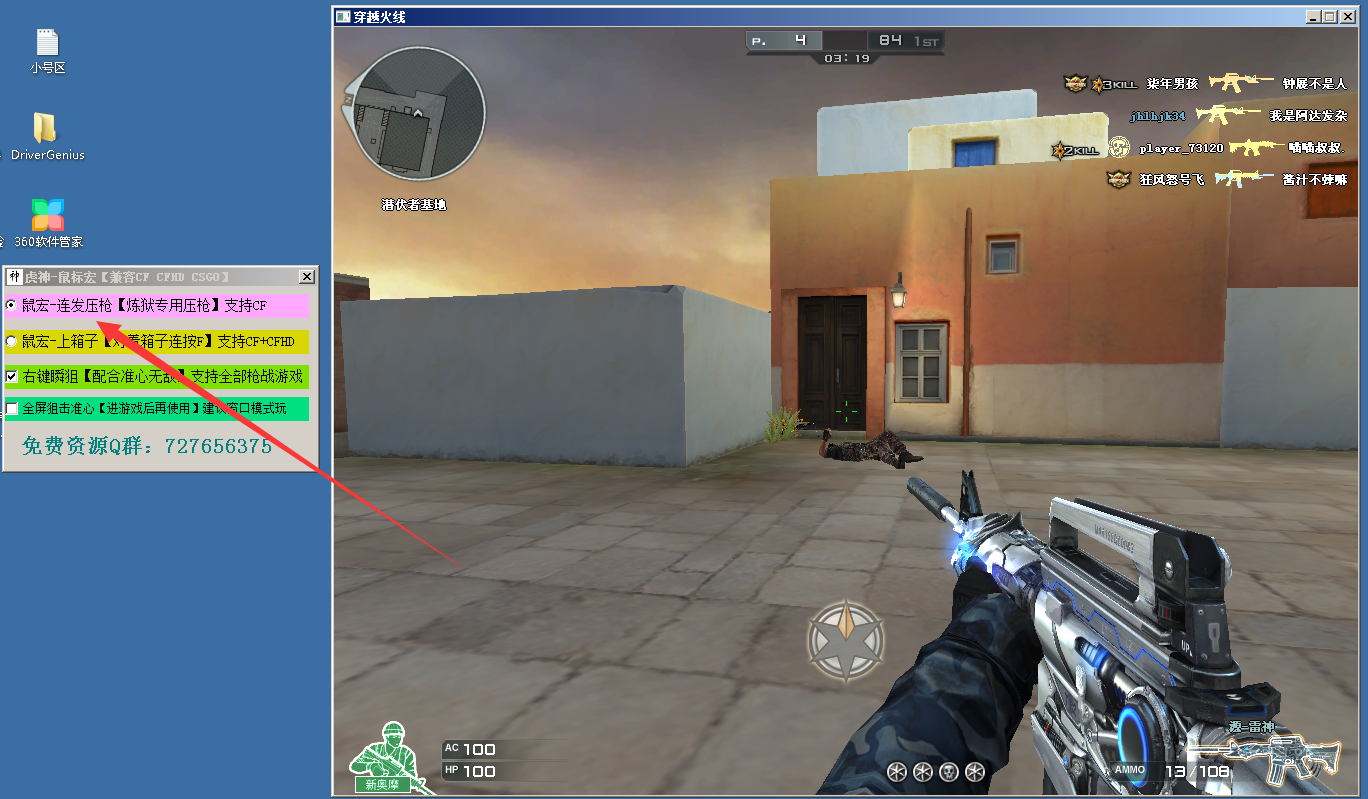 小号区
DriverGenius
360软件管家
虎神-鼠标宏【兼容CF CFHD CSGO】
鼠宏-连发压枪【炼狱专用压枪】支持CF
鼠宏-上箱子【对着箱子连按F】支持CF+CFHD
右键瞬狙【配合准心无敌】支持全部枪战游戏
全屏狙击准心【进游戏后再使用】建议窗口模式玩
免费资源Q群：727656375
穿越火线
P. 4 84 1ST
03:19
N
潜伏者基地
3KILL 柒年男孩 钟展不是人
jhlhjk34 我是阿达发杂
2KILL player_73120 喃喃叔叔.
狂风怒号飞 酱汁不弹嘛
UP
源-雷神
AC 100
HP 100
新奥摩
AMMO 13/108